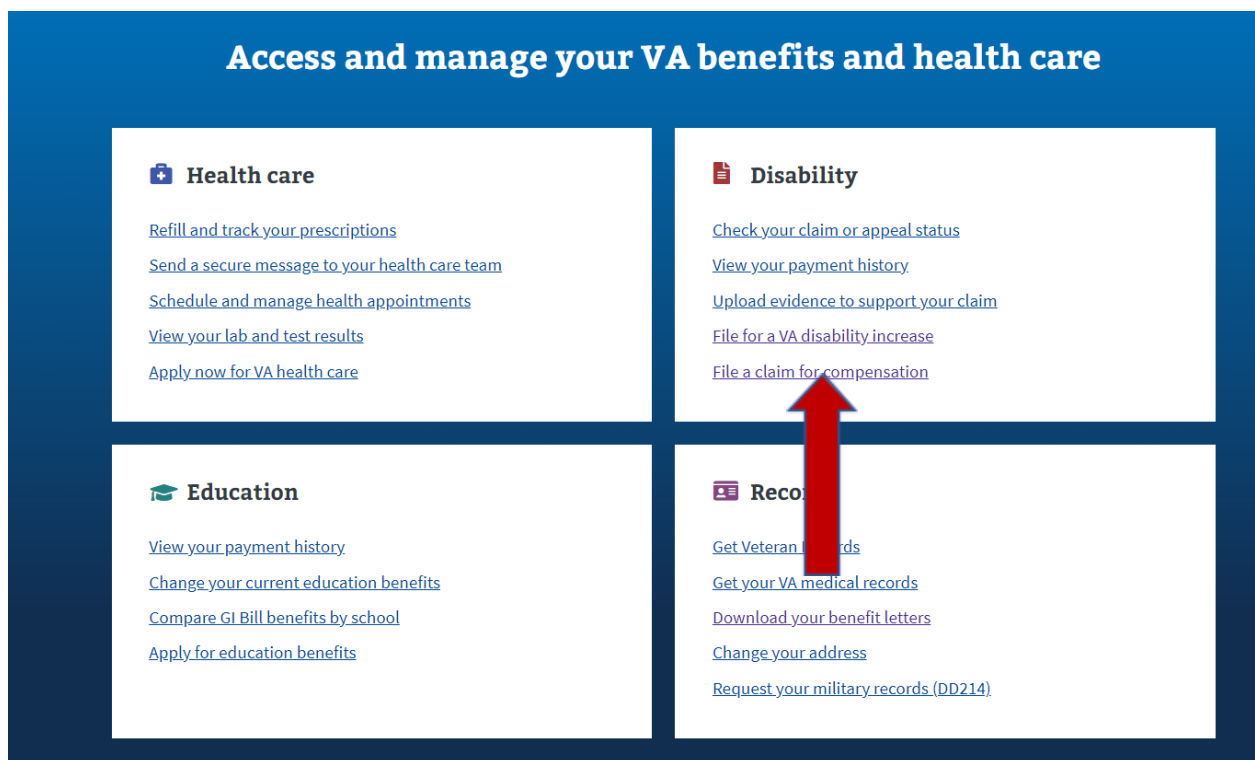 Access and manage your VA benefits and health care
Health care
Refill and track your prescriptions
Send a secure message to your health care team
Schedule and manage health appointments
View your lab and test results
Apply now for VA health care
Disability
Check your claim or appeal status
View your payment history
Upload evidence to support your claim
File for a VA disability increase
File a claim for compensation
Education
View your payment history
Change your current education benefits
Compare GI Bill benefits by school
Apply for education benefits
Get Veteran
Get your VA medical records
Download your benefit letters
Change your address
Request your military records (DD214)